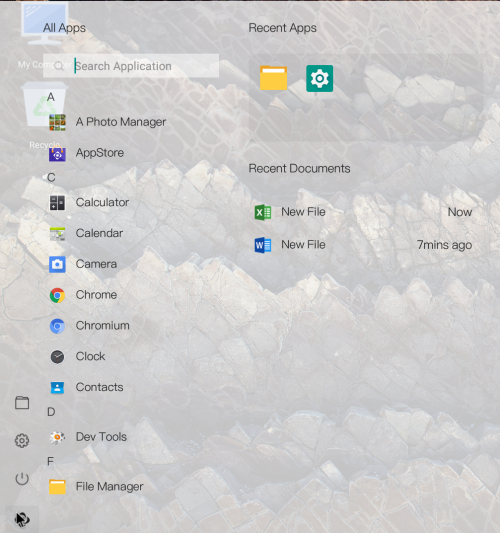 All Apps
Search Application
A
A Photo Manager
AppStore
C
Calculator
Calendar
Camera
Chrome
Chromium
Clock
Contacts
D
Dev Tools
F
File Manager
Recent Apps
Recent Documents
New File Now
New File 7mins ago
My Comp
Recycle